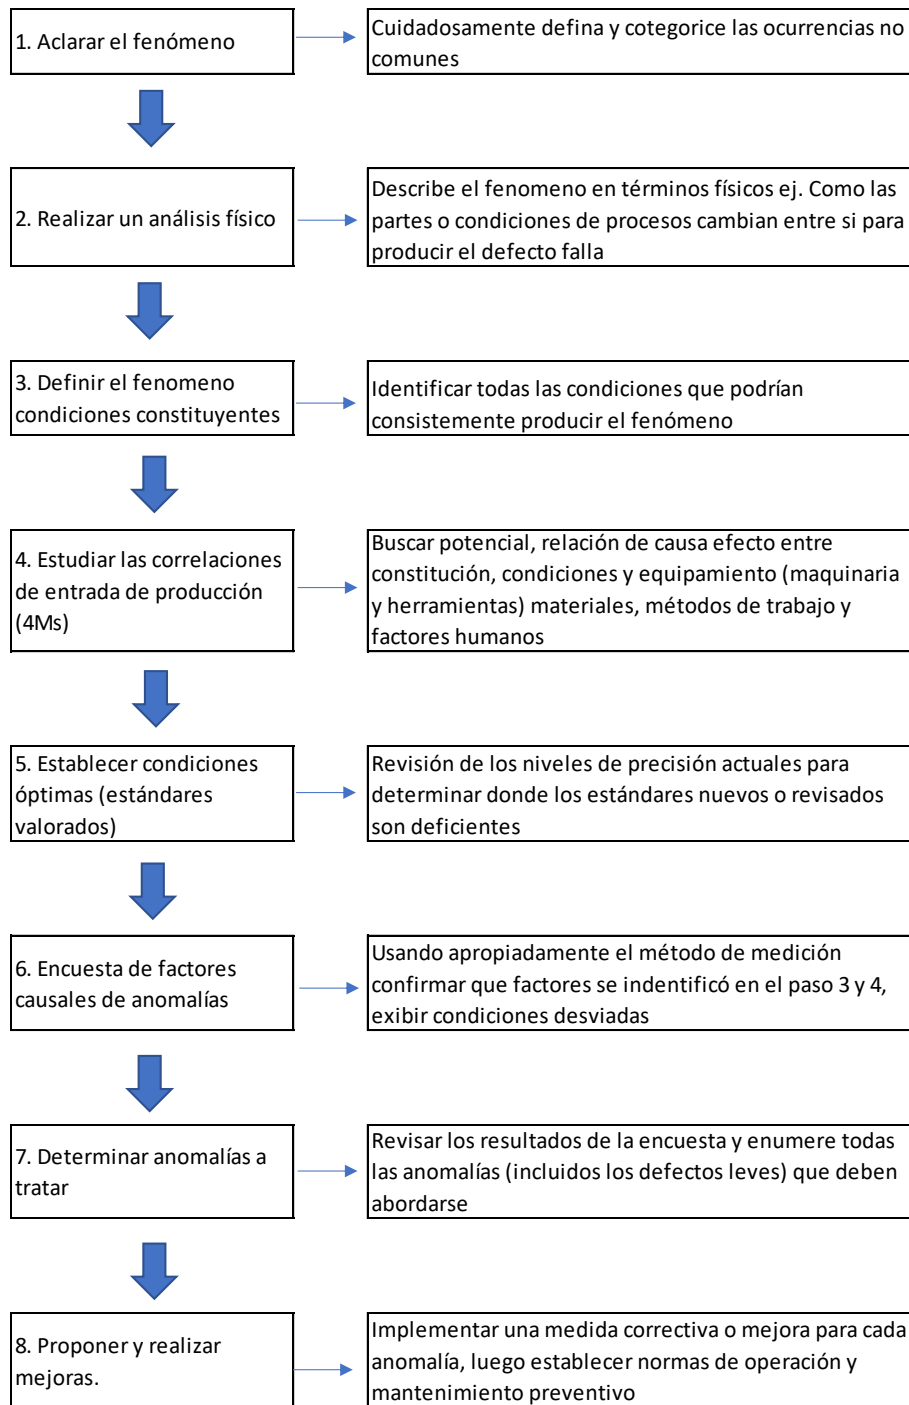 1. Aclarar el fenómeno
Cuidadosamente defina y cotegorice las ocurrencias no
comunes
2. Realizar un análisis físico
Describe el fenomeno en términos físicos ej. Como las
partes o condiciones de procesos cambian entre si para
producir el defecto falla
3. Definir el fenomeno
condiciones constituyentes
Identificar todas las condiciones que podrían
consistemente producir el fenómeno
4. Estudiar las correlaciones
de entrada de producción
(4Ms)
Buscar potencial, relación de causa efecto entre
constitución, condiciones y equipamiento (maquinaria
y herramientas) materiales, métodos de trabajo y
factores humanos
5. Establecer condiciones
óptimas (estándares
valorados)
Revisión de los niveles de precisión actuales para
determinar donde los estándares nuevos o revisados
son deficientes
6. Encuesta de factores
causales de anomalías
Usando apropiadamente el método de medición
confirmar que factores se indentificó en el paso 3 y 4,
exibir condiciones desviadas
7. Determinar anomalías a
tratar
Revisar los resultados de la encuesta y enumere todas
las anomalías (incluidos los defectos leves) que deben
abordarse
8. Proponer y realizar
mejoras.
Implementar una medida correctiva o mejora para cada
anomalía, luego establecer normas de operación y
mantenimiento preventivo